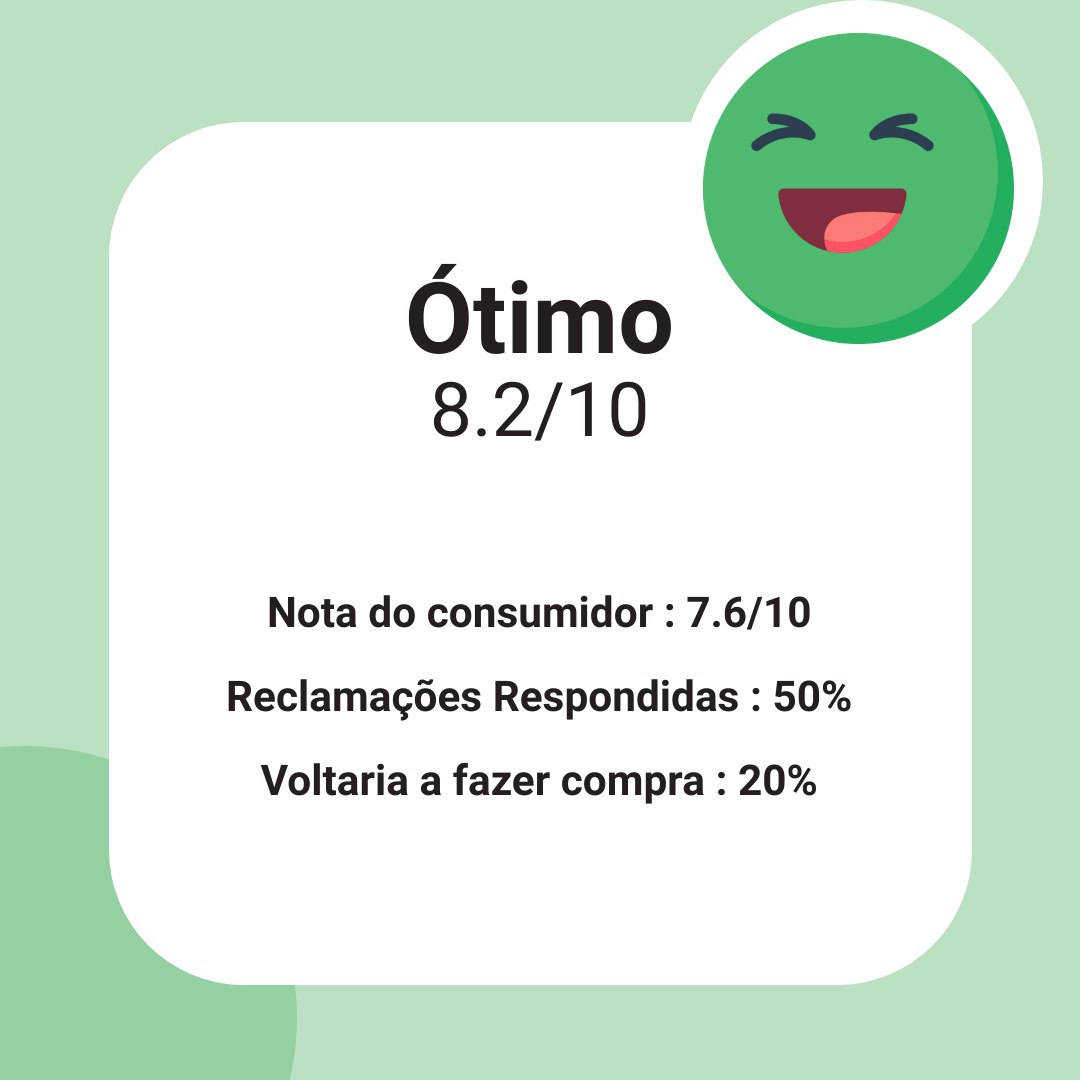 Ótimo
8.2/10
Nota do consumidor : 7.6/10
Reclamações Respondidas : 50%
Voltaria a fazer compra : 20%